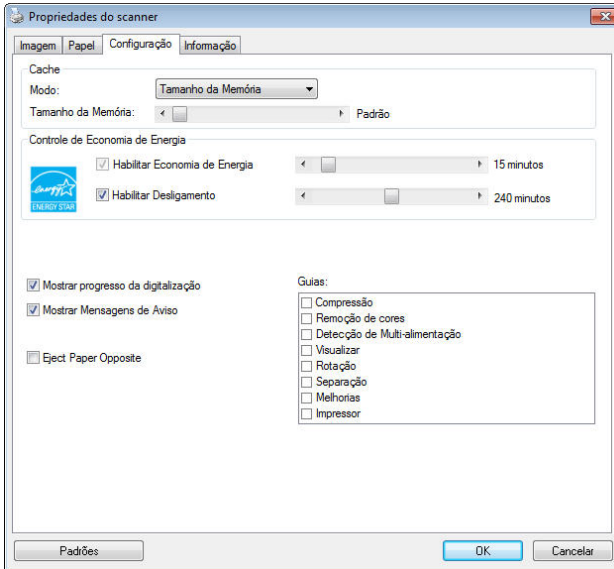 Propriedades do scanner
Imagem Papel Configuração Informação
Cache
Modo: Tamanho da Memória
Tamanho da Memória: Padrão
Controle de Economia de Energia
Habilitar Economia de Energia 15 minutos
energy
ENERGY STAR
Habilitar Desligamento 240 minutos
Mostrar progresso da digitalização
Mostrar Mensagens de Aviso
Eject Paper Opposite
Guias:
Compressão
Remoção de cores
Detecção de Multi-alimentação
Visualizar
Rotação
Separação
Melhorias
Impressor
Padrões OK Cancelar